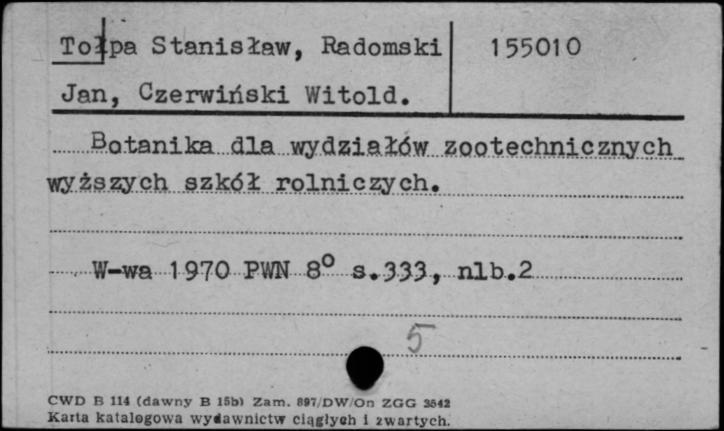 Tołpa Stanisław, Radomski 155010
Jan, Czerwiński Witold.
Botanika dla wydziałów zootechnicznych
wyższych szkół rolniczych.
W-wa 1970 PWN 8° s.333, nlb.2
5
CWD B 114 (dawny B 15b) Zam. 897/DW/On ZGG 3542
Karta katalogowa wydawnictw ciągłych i zwartych.